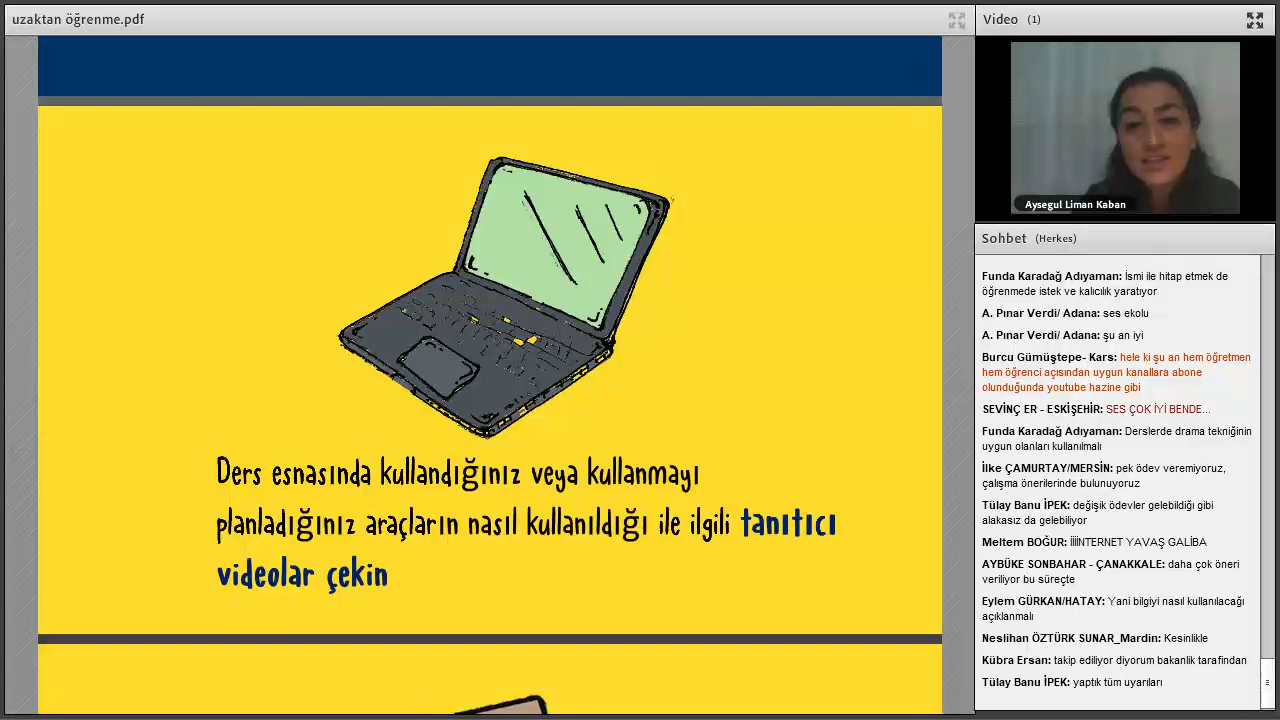 uzaktan öğrenme.pdf
Ders esnasında kullandığınız veya kullanmayı
planladığınız araçların nasıl kullanıldığı ile ilgili tanıtıcı
videolar çekin
Video (1)
Aysegul Liman Kaban
Sohbet (Herkes)
Funda Karadağ Adıyaman: İsmi ile hitap etmek de
öğrenmede istek ve kalıcılık yaratıyor
A. Pınar Verdi/ Adana: ses ekolu
A. Pınar Verdi/ Adana: şu an iyi
Burcu Gümüştepe- Kars: hele ki şu an hem öğretmen
hem öğrenci açısından uygun kanallara abone
olunduğunda youtube hazine gibi
SEVİNÇ ER - ESKİŞEHİR: SES ÇOK İYİ BENDE...
Funda Karadağ Adıyaman: Derslerde drama tekniğinin
uygun olanları kullanılmalı
İlke ÇAMURTAY/MERSİN: pek ödev veremiyoruz,
çalışma önerilerinde bulunuyoruz
Tülay Banu İPEK: değişik ödevler gelebildiği gibi
alakasız da gelebiliyor
Meltem BOĞUR: İİİİNTERNET YAVAŞ GALİBA
AYBÜKE SONBAHAR - ÇANAKKALE: daha çok öneri
veriliyor bu süreçte
Eylem GÜRKAN/HATAY: Yani bilgiyi nasıl kullanılacağı
açıklanmalı
Neslihan ÖZTÜRK SUNAR_Mardin: Kesinlikle
Kübra Ersan: takip ediliyor diyorum bakanlik tarafından
Tülay Banu İPEK: yaptık tüm uyarıları